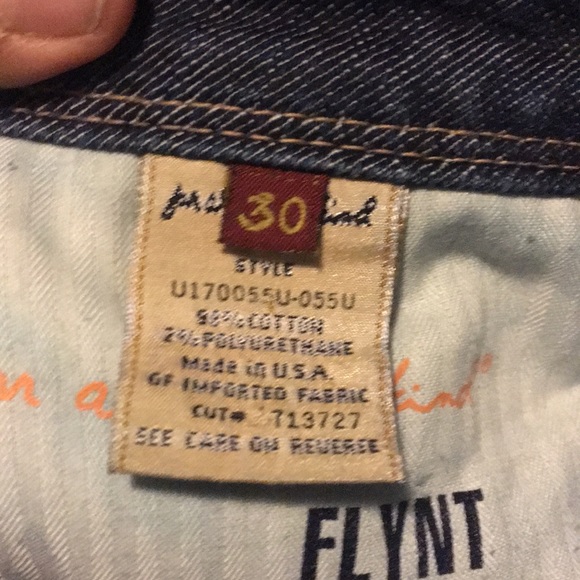 30
STYLE
U170055U-055U
98%COTTON
2%POLYURETHANE
Made in U.S.A.
OF IMPORTED FABRIC
CUT# 713727
SEE CARE ON REVERSE
FLYNT